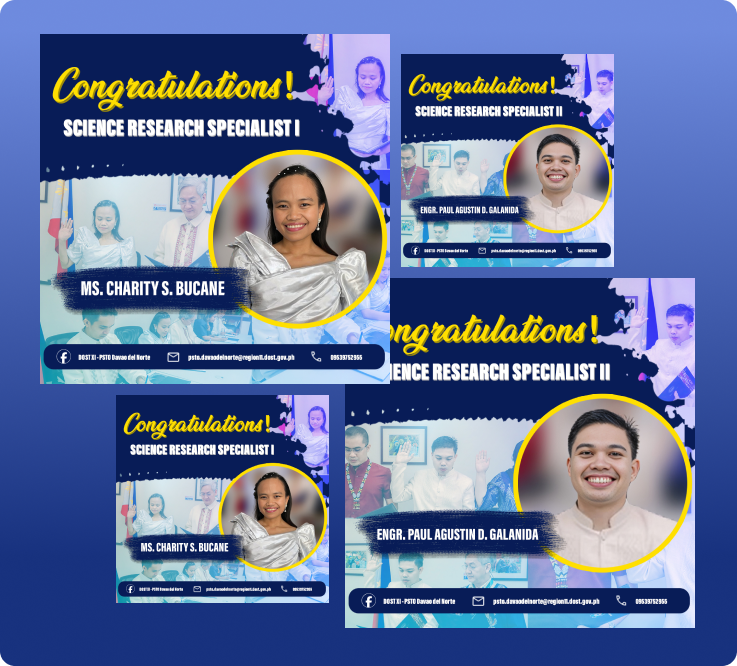 Congratulations!
SCIENCE RESEARCH SPECIALIST I
MS. CHARITY S. BUCANE
DOST XI - PSTO Davao del Norte
psto.davaodelnorte@region11.dost.gov.ph
09539752955
Congratulations!
SCIENCE RESEARCH SPECIALIST II
ENGR. PAUL AGUSTIN D. GALANIDA
DOST XI - PSTO Davao del Norte
psto.davaodelnorte@region11.dost.gov.ph
09539752955
Congratulations!
SCIENCE RESEARCH SPECIALIST I
MS. CHARITY S. BUCANE
DOST XI - PSTO Davao del Norte
psto.davaodelnorte@region11.dost.gov.ph
09539752955
ongratulations!
IENCE RESEARCH SPECIALIST II
ENGR. PAUL AGUSTIN D. GALANIDA
DOST XI - PSTO Davao del Norte
psto.davaodelnorte@region11.dost.gov.ph
09539752955